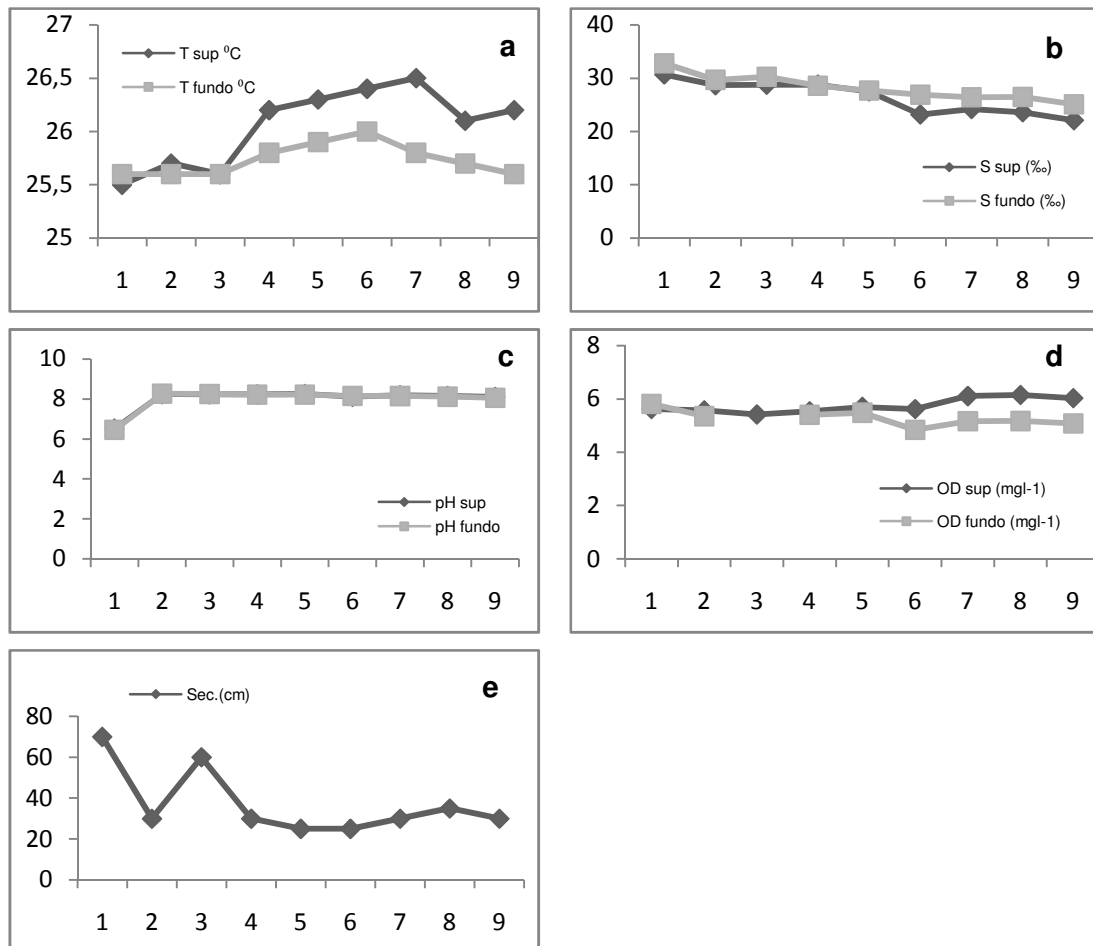 a
T sup ⁰C
T fundo ⁰C
27
26,5
26
25,5
25
1 2 3 4 5 6 7 8 9
b
40
30
20
10
0
S sup (‰)
S fundo (‰)
1 2 3 4 5 6 7 8 9
c
10
8
6
4
2
0
pH sup
pH fundo
1 2 3 4 5 6 7 8 9
d
8
6
4
2
0
OD sup (mgl-1)
OD fundo (mgl-1)
1 2 3 4 5 6 7 8 9
e
Sec.(cm)
80
60
40
20
0
1 2 3 4 5 6 7 8 9